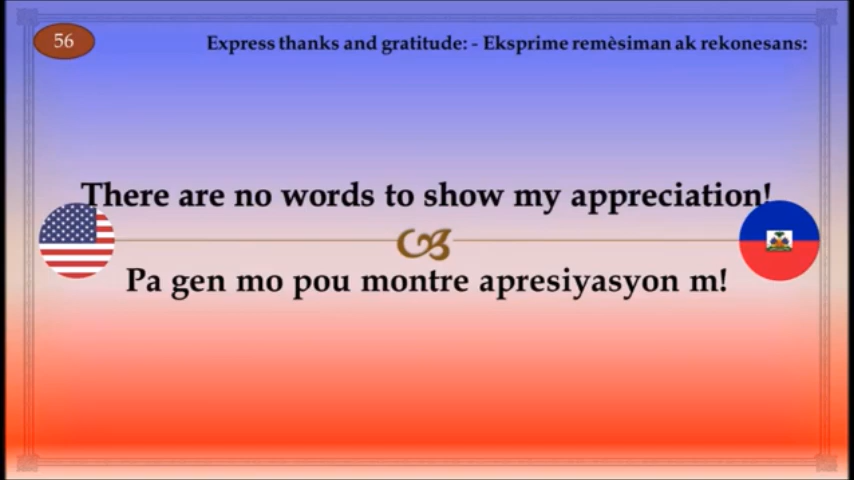 56
Express thanks and gratitude: - Eksprime remèsiman ak rekonesans:
There are no words to show my appreciation!
Pa gen mo pou montre apresiyasyon m!